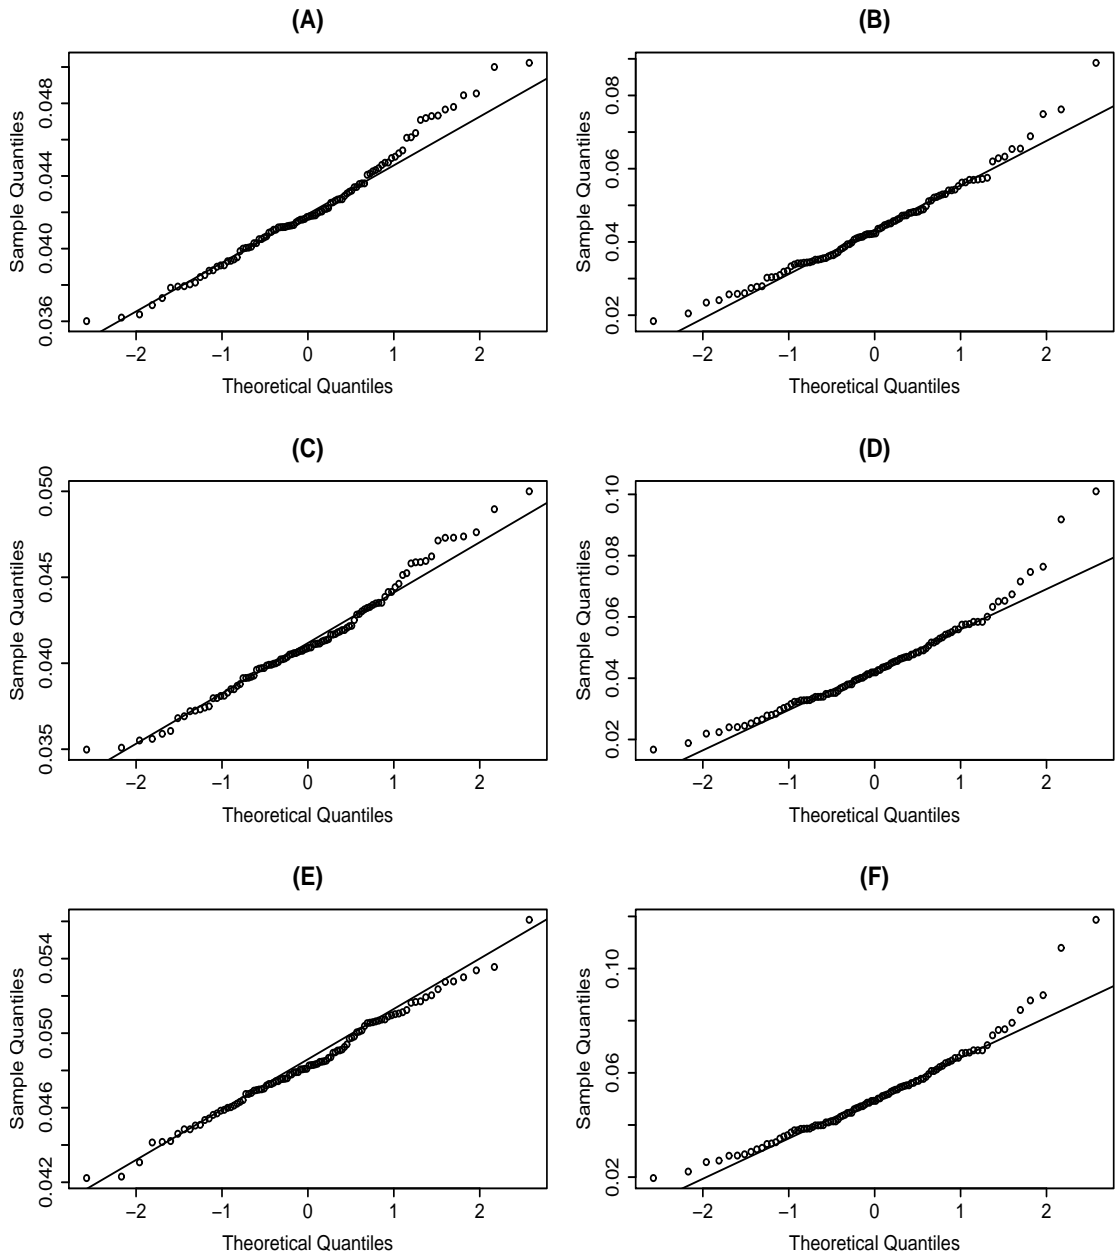 (A)
Sample Quantiles
0.036 0.040 0.044 0.048
−2 −1 0 1 2
Theoretical Quantiles
(B)
Sample Quantiles
0.02 0.04 0.06 0.08
−2 −1 0 1 2
Theoretical Quantiles
(C)
Sample Quantiles
0.035 0.040 0.045 0.050
−2 −1 0 1 2
Theoretical Quantiles
(D)
Sample Quantiles
0.02 0.04 0.06 0.08 0.10
−2 −1 0 1 2
Theoretical Quantiles
(E)
Sample Quantiles
0.042 0.046 0.050 0.054
−2 −1 0 1 2
Theoretical Quantiles
(F)
Sample Quantiles
0.02 0.06 0.10
−2 −1 0 1 2
Theoretical Quantiles